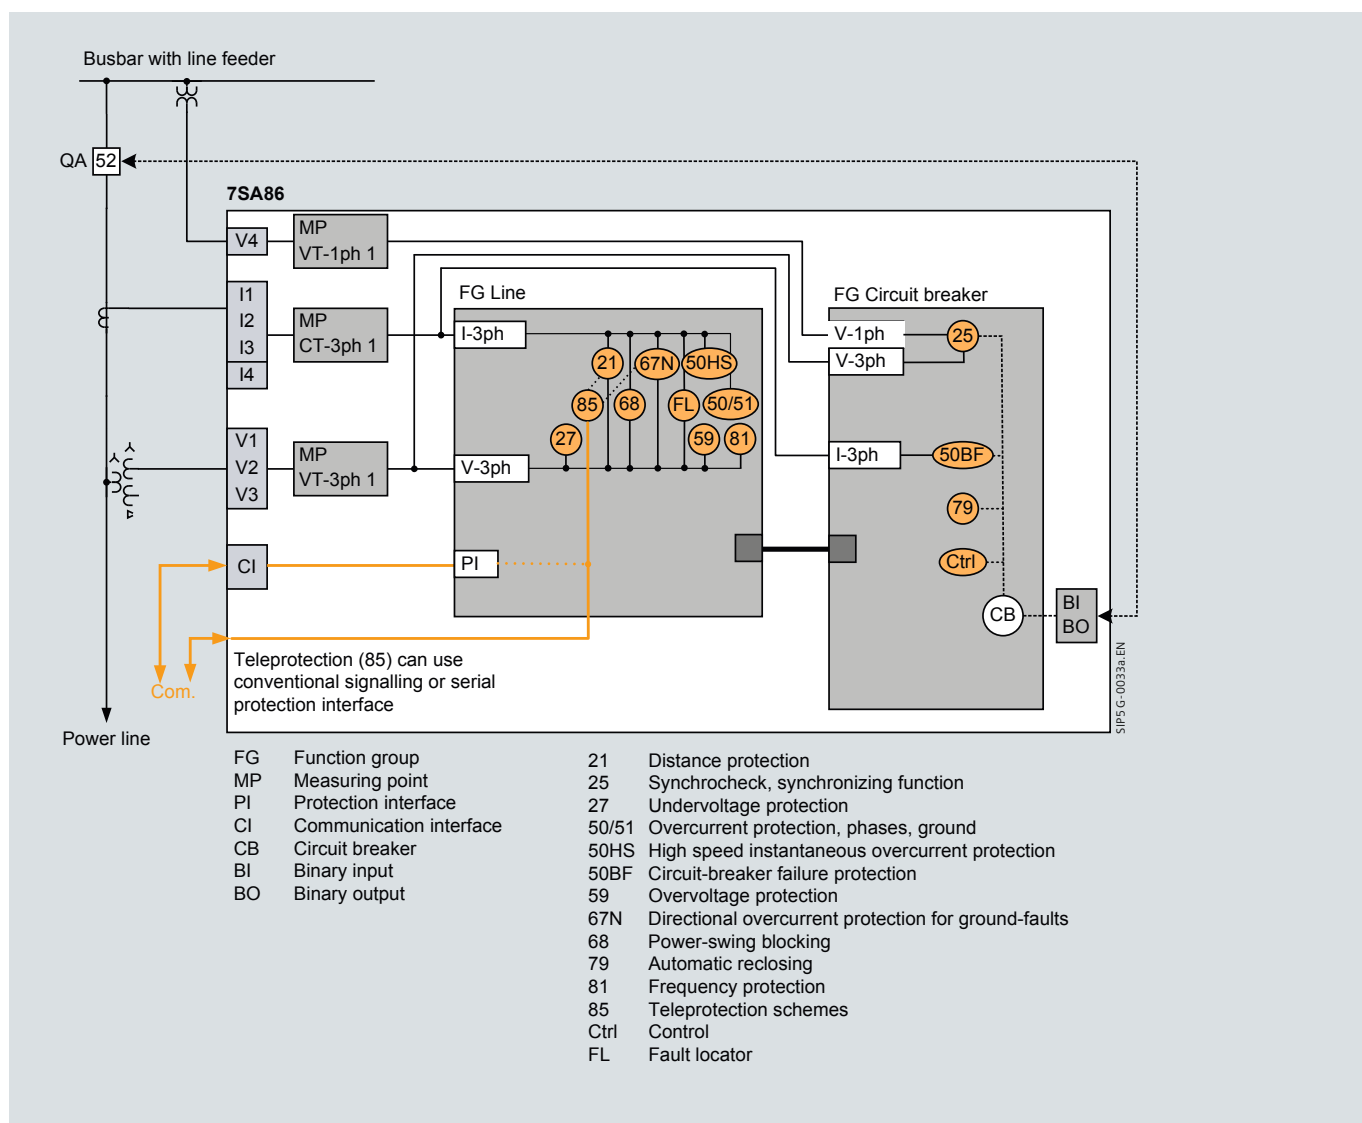 Busbar with line feeder
QA 52
7SA86
V4
MP
VT-1ph 1
I1
I2
I3
I4
MP
CT-3ph 1
V1
V2
V3
MP
VT-3ph 1
CI
FG Line
I-3ph
21
67N
50HS
85
68
FL
50/51
27
59
81
V-3ph
PI
FG Circuit breaker
V-1ph
25
V-3ph
I-3ph
50BF
79
Ctrl
CB
BI
BO
SIP5 G-0033a.EN
Teleprotection (85) can use
conventional signalling or serial
protection interface
Com.
Power line
FG Function group
MP Measuring point
PI Protection interface
CI Communication interface
CB Circuit breaker
BI Binary input
BO Binary output
21 Distance protection
25 Synchrocheck, synchronizing function
27 Undervoltage protection
50/51 Overcurrent protection, phases, ground
50HS High speed instantaneous overcurrent protection
50BF Circuit-breaker failure protection
59 Overvoltage protection
67N Directional overcurrent protection for ground-faults
68 Power-swing blocking
79 Automatic reclosing
81 Frequency protection
85 Teleprotection schemes
Ctrl Control
FL Fault locator